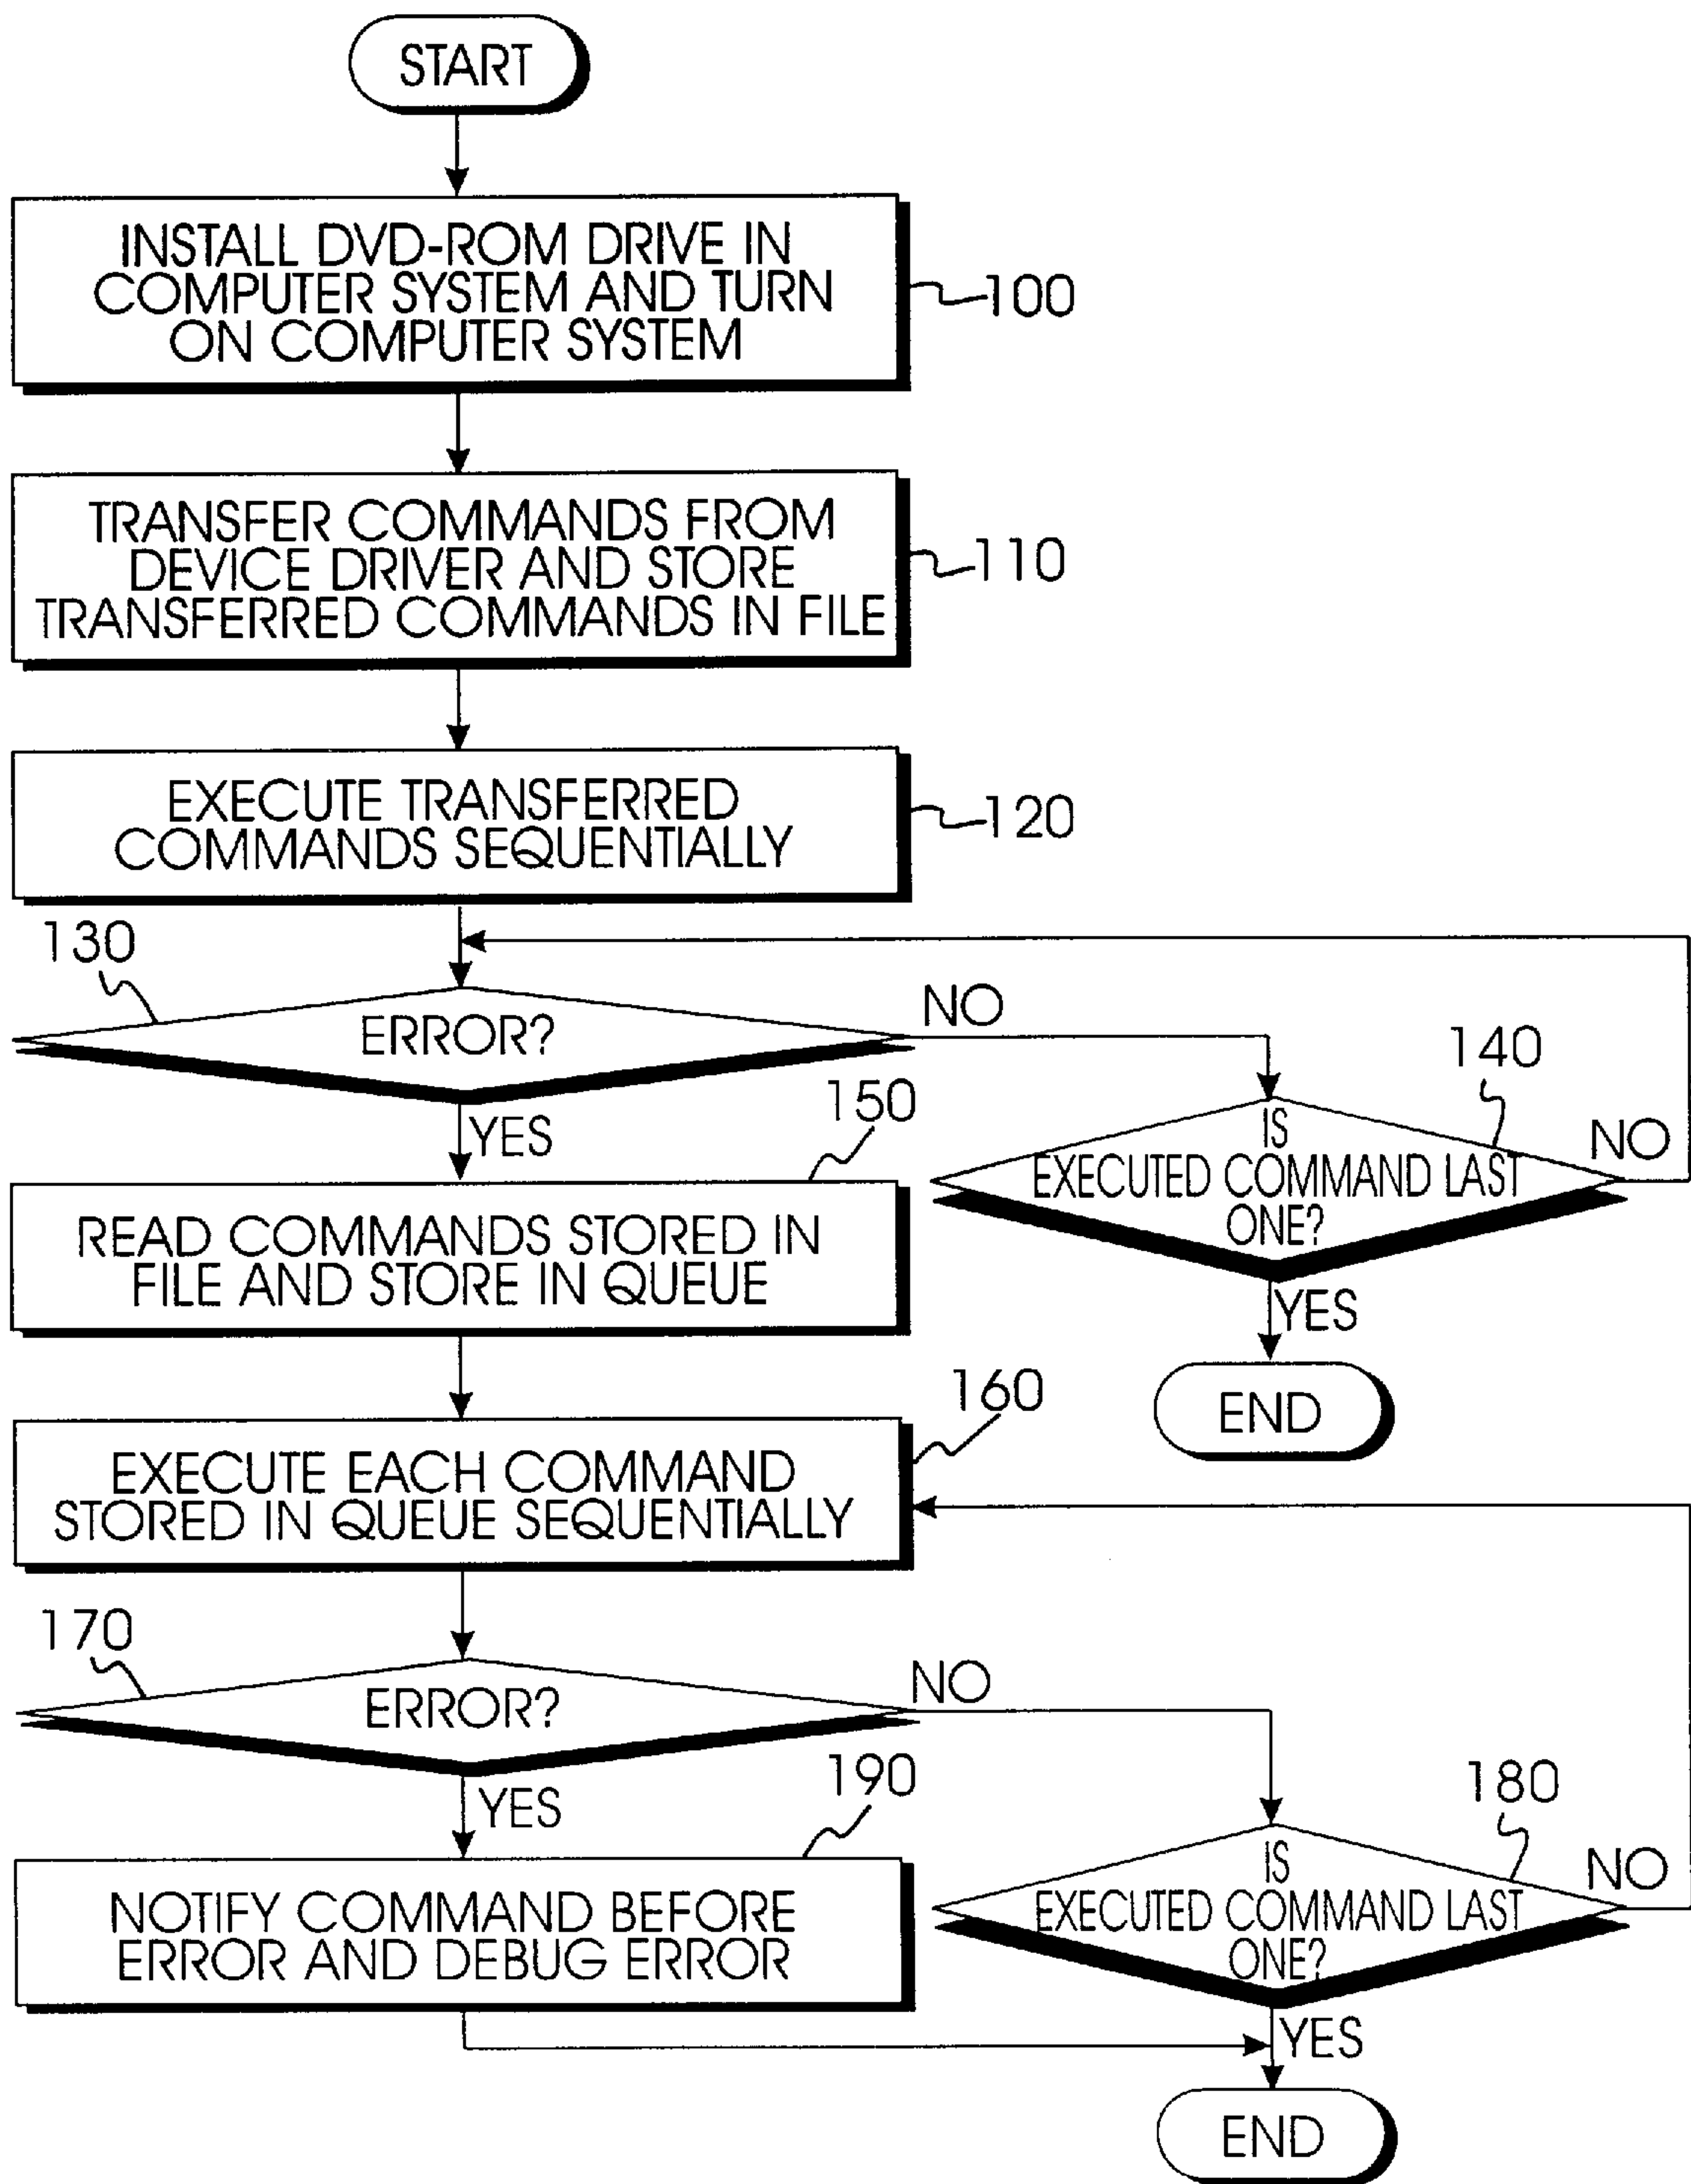 START
INSTALL DVD-ROM DRIVE IN
COMPUTER SYSTEM AND TURN
ON COMPUTER SYSTEM
100
TRANSFER COMMANDS FROM
DEVICE DRIVER AND STORE
TRANSFERRED COMMANDS IN FILE
110
EXECUTE TRANSFERRED
COMMANDS SEQUENTIALLY
120
130
ERROR?
NO
YES
140
IS
EXECUTED COMMAND LAST
ONE?
NO
YES
END
150
READ COMMANDS STORED IN
FILE AND STORE IN QUEUE
160
EXECUTE EACH COMMAND
STORED IN QUEUE SEQUENTIALLY
170
ERROR?
NO
YES
180
IS
EXECUTED COMMAND LAST
ONE?
NO
YES
190
NOTIFY COMMAND BEFORE
ERROR AND DEBUG ERROR
END